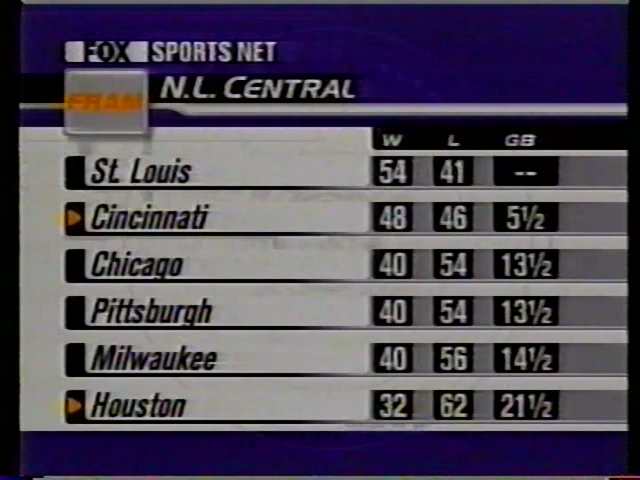 FOX SPORTS NET
FRAM N.L. CENTRAL
W L GB
St. Louis 54 41 --
Cincinnati 48 46 5½
Chicago 40 54 13½
Pittsburgh 40 54 13½
Milwaukee 40 56 14½
Houston 32 62 21½